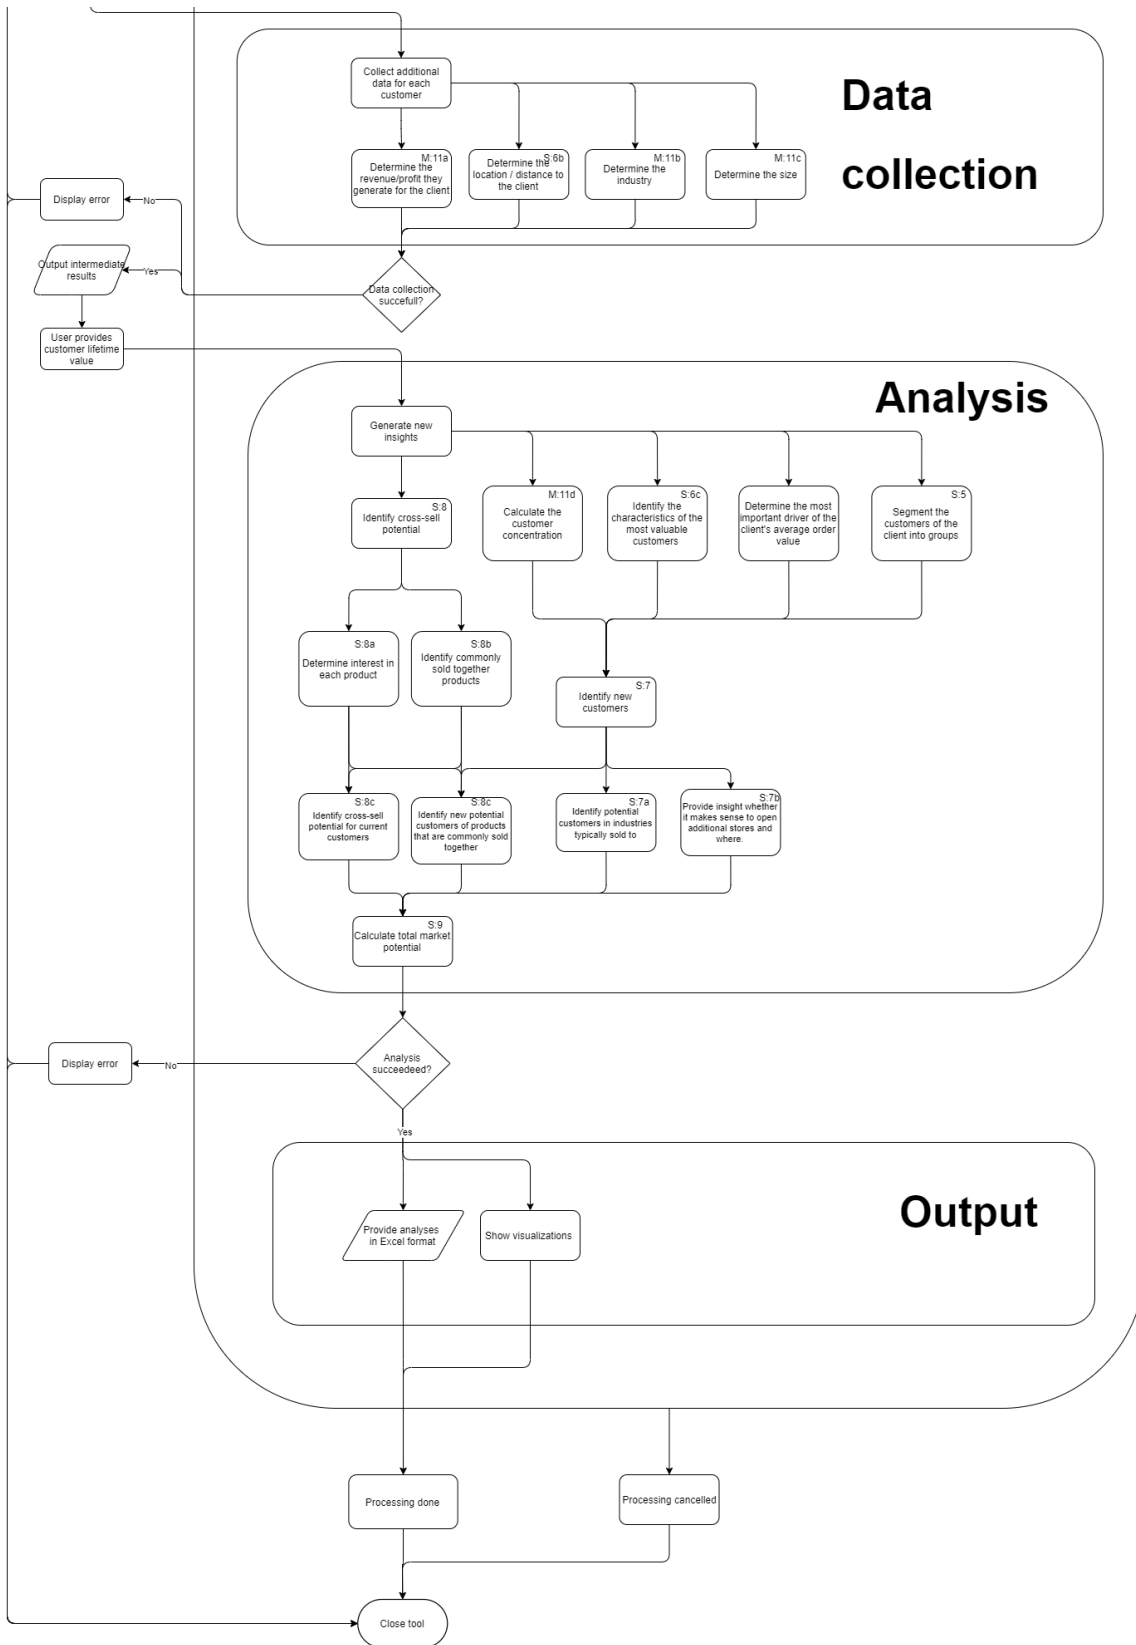 Data
collection
Collect additional
data for each
customer
M:11a
Determine the
revenue/profit they
generate for the client
S:6b
Determine the
location / distance to
the client
M:11b
Determine the
industry
M:11c
Determine the size
Display error
No
Output intermediate
results
Yes
Data collection
succefull?
User provides
customer lifetime
value
Analysis
Generate new
insights
S:8
Identify cross-sell
potential
M:11d
Calculate the
customer
concentration
S:6c
Identify the
characteristics of the
most valuable
customers
Determine the most
important driver of the
client's average order
value
S:5
Segment the
customers of the
client into groups
S:8a
Determine interest in
each product
S:8b
Identify commonly
sold together
products
S:7
Identify new
customers
S:8c
Identify cross-sell
potential for current
customers
S:8c
Identify new potential
customers of products
that are commonly sold
together
S:7a
Identify potential
customers in industries
typically sold to
S:7b
Provide insight whether
it makes sense to open
additional stores and
where.
S:9
Calculate total market
potential
Display error
No
Analysis
succeedeed?
Yes
Output
Provide analyses
in Excel format
Show visualizations
Processing done
Processing cancelled
Close tool